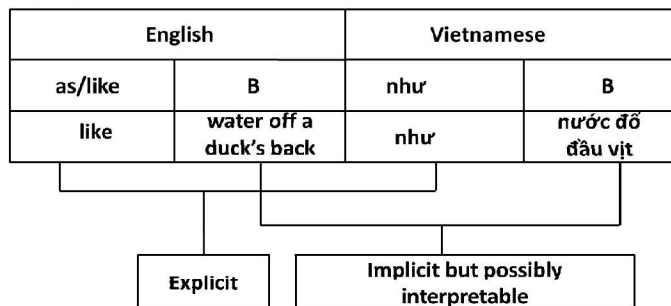 English Vietnamese
as/like B như B
like water off a duck's back như nước đổ đầu vịt
Explicit
Implicit but possibly
interpretable